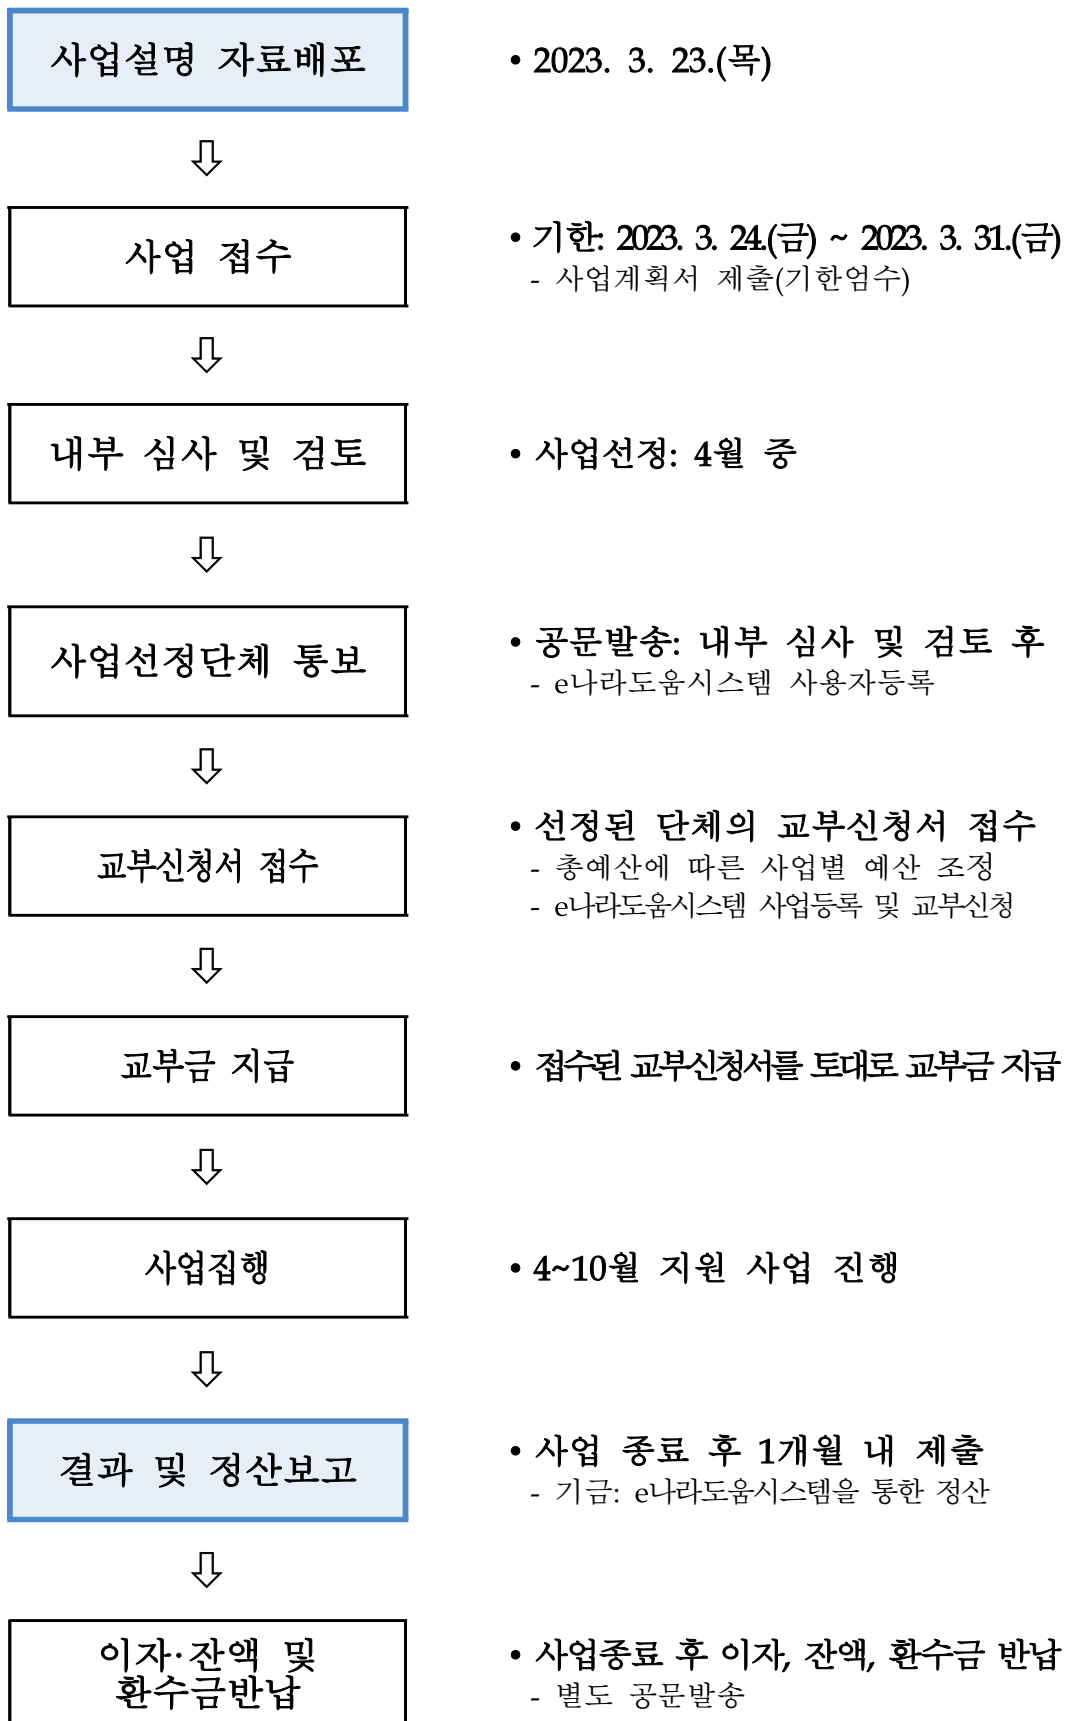 사업설명 자료배포
• 2023. 3. 23.(목)
사업 접수
• 기한: 2023. 3. 24.(금) ~ 2023. 3. 31.(금)
- 사업계획서 제출(기한엄수)
내부 심사 및 검토
• 사업선정: 4월 중
사업선정단체 통보
• 공문발송: 내부 심사 및 검토 후
- e나라도움시스템 사용자등록
교부신청서 접수
• 선정된 단체의 교부신청서 접수
- 총예산에 따른 사업별 예산 조정
- e나라도움시스템 사업등록 및 교부신청
교부금 지급
• 접수된 교부신청서를 토대로 교부금 지급
사업집행
• 4~10월 지원 사업 진행
결과 및 정산보고
• 사업 종료 후 1개월 내 제출
- 기금: e나라도움시스템을 통한 정산
이자·잔액 및
환수금반납
• 사업종료 후 이자, 잔액, 환수금 반납
- 별도 공문발송